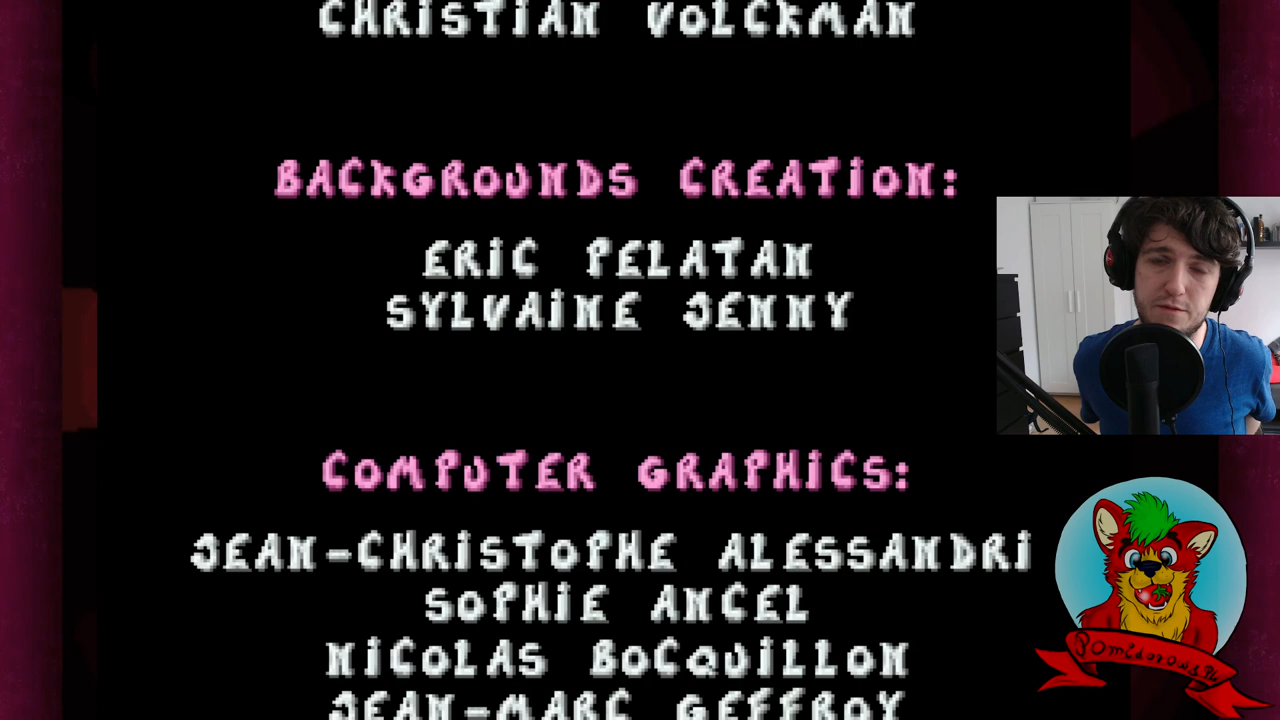 CHRiSTiAN VOLCKMAN
BACKGROUNDS CREATiON:
ERiC PELATAN
SYLVAiNE JENNY
COMPUTER GRAPHiCS:
JEAN-CHRiSTOPHE ALESSANDRi
SOPHiE ANCEL
NiCOLAS BOCQUiLLON
JEAN-MARC GEFFROY